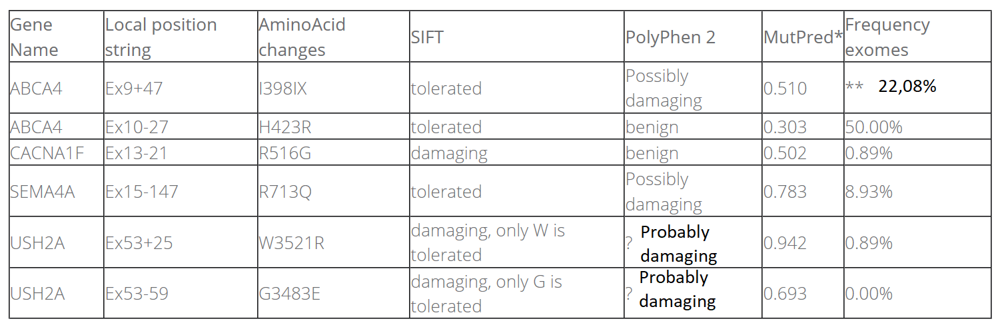 Gene Name Local position string AminoAcid changes SIFT PolyPhen 2 MutPred* Frequency exomes
ABCA4 Ex9+47 I398IX tolerated Possibly damaging 0.510 ** 22,08%
ABCA4 Ex10-27 H423R tolerated benign 0.303 50.00%
CACNA1F Ex13-21 R516G damaging benign 0.502 0.89%
SEMA4A Ex15-147 R713Q tolerated Possibly damaging 0.783 8.93%
USH2A Ex53+25 W3521R damaging, only W is tolerated ? Probably damaging 0.942 0.89%
USH2A Ex53-59 G3483E damaging, only G is tolerated ? Probably damaging 0.693 0.00%